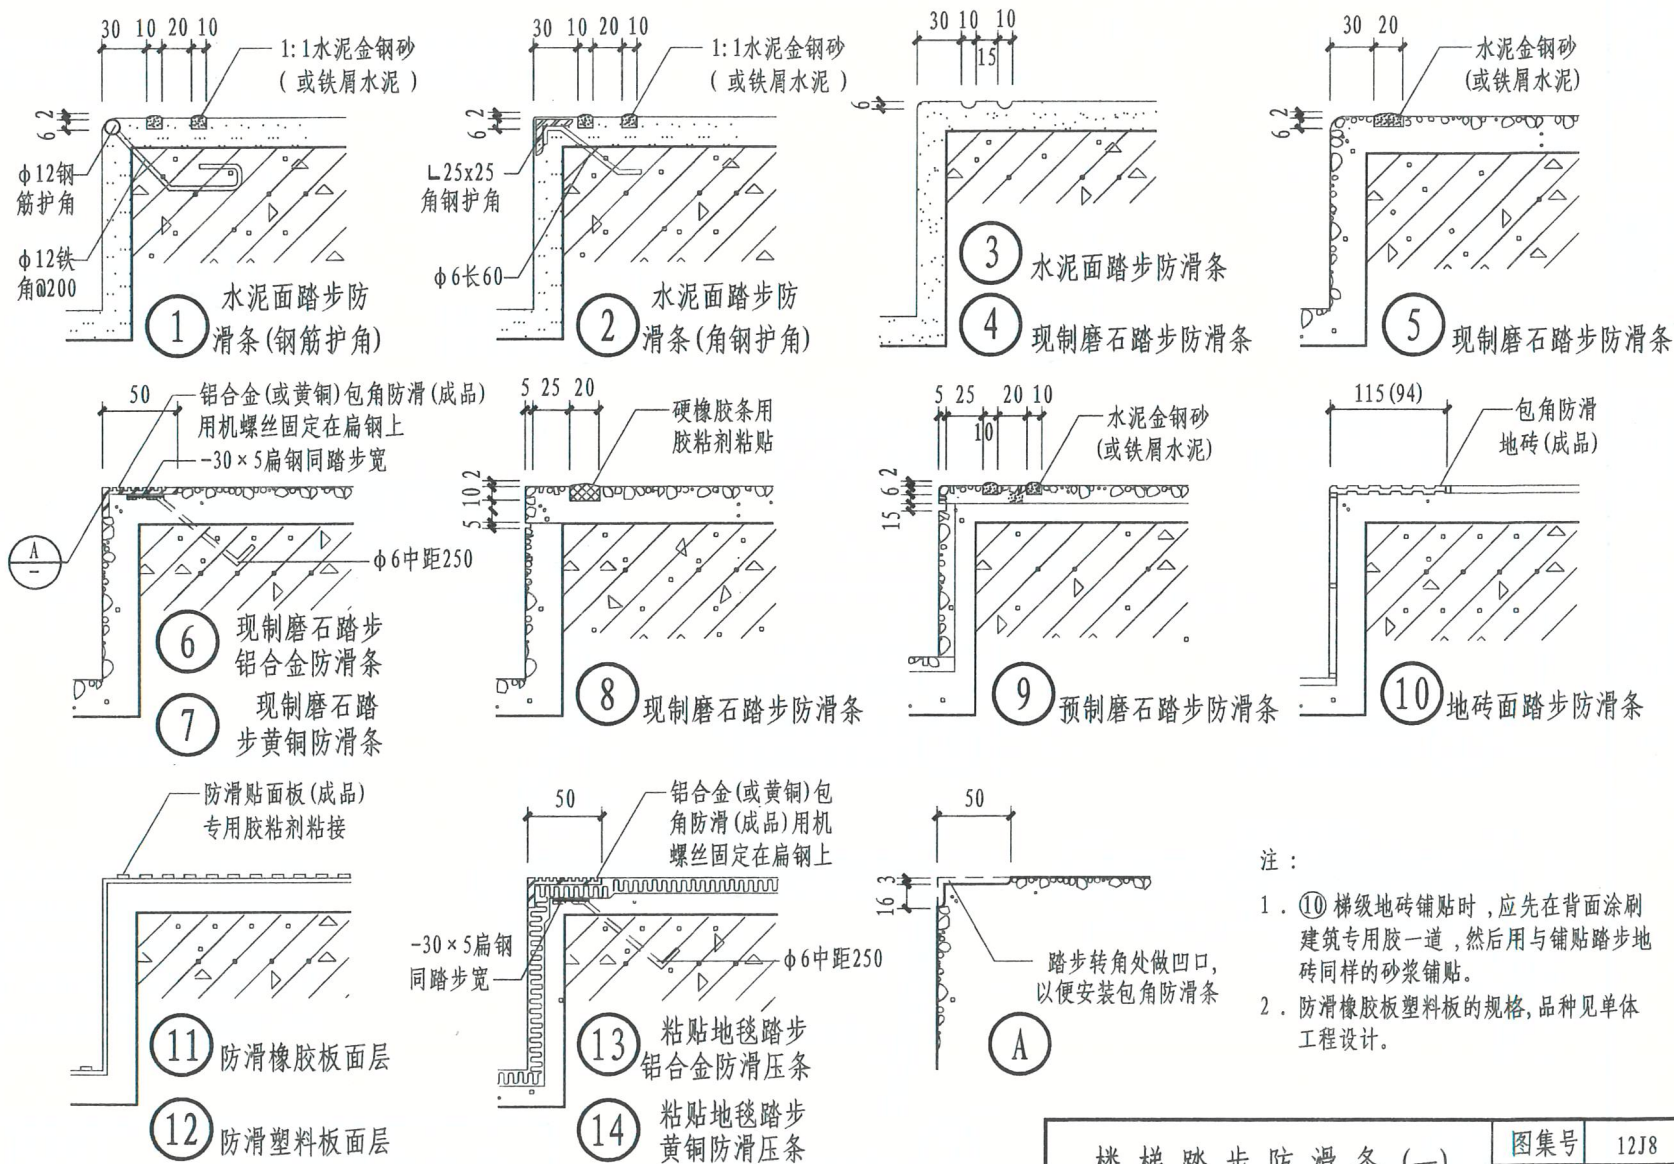 30 10 20 10
1:1水泥金钢砂
(或铁屑水泥)
2
6
ф12钢
筋护角
ф12铁
角@200
1
水泥面踏步防
滑条(钢筋护角)
30 10 20 10
1:1水泥金钢砂
(或铁屑水泥)
2
6
∟25x25
角钢护角
ф6长60
2
水泥面踏步防
滑条(角钢护角)
30 10 10
15
6
3 水泥面踏步防滑条
4 现制磨石踏步防滑条
30 20
水泥金钢砂
(或铁屑水泥)
2
6
5 现制磨石踏步防滑条
50
铝合金(或黄铜)包角防滑(成品)
用机螺丝固定在扁钢上
-30×5扁钢同踏步宽
A
-
ф6中距250
6
现制磨石踏步
铝合金防滑条
7
现制磨石踏
步黄铜防滑条
5 25 20
硬橡胶条用
胶粘剂粘贴
2
10
5
8 现制磨石踏步防滑条
5 25 20 10
10
水泥金钢砂
(或铁屑水泥)
2
6
15
9 预制磨石踏步防滑条
115(94)
包角防滑
地砖(成品)
10 地砖面踏步防滑条
防滑贴面板(成品)
专用胶粘剂粘接
11 防滑橡胶板面层
12 防滑塑料板面层
50
铝合金(或黄铜)包
角防滑(成品)用机
螺丝固定在扁钢上
-30×5扁钢
同踏步宽
ф6中距250
13
粘贴地毯踏步
铝合金防滑压条
14
粘贴地毯踏步
黄铜防滑压条
50
3
16
踏步转角处做凹口,
以便安装包角防滑条
A
注:
1.⑩梯级地砖铺贴时,应先在背面涂刷
建筑专用胶一道,然后用与铺贴踏步地
砖同样的砂浆铺贴。
2.防滑橡胶板塑料板的规格,品种见单体
工程设计。
楼梯踏步防滑条(一)
图集号 12J8